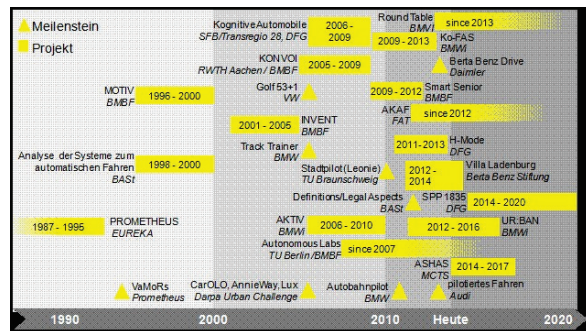 Meilenstein
Projekt
Kognitive Automobile
SFB/Transregio 28, DFG
2006 -
2009
Round Table
BMVI
since 2013
2009 - 2013
Ko-FAS
BMWi
KONVOI
RWTH Aachen / BMBF
2005 - 2009
Berta Benz Drive
Daimler
MOTIV
BMBF
1996 - 2000
Golf 53+1
VW
2009 - 2012
Smart Senior
BMBF
AKAF
FAT
since 2012
2001 - 2005
INVENT
BMBF
Track Trainer
BMW
2011-2013
H-Mode
DFG
Analyse der Systeme zum
automatischen Fahren
BASt
1998 - 2000
Stadtpilot (Leonie)
TU Braunschweig
2012 -
2014
Villa Ladenburg
Berta Benz Stiftung
Definitions/Legal Aspects
BASt
SPP 1835
DFG
2014 - 2020
1987 - 1995
PROMETHEUS
EUREKA
AKTIV
BMWi
2006 - 2010
2012 - 2016
UR:BAN
BMWi
Autonomous Labs
TU Berlin /BMBF
since 2007
ASHAS
MCTS
2014 - 2017
VaMoRs
Prometheus
CarOLO, AnnieWay, Lux
Darpa Urban Challenge
Autobahnpilot
BMW
pilotiertes Fahren
Audi
1990
2000
2010
Heute
2020